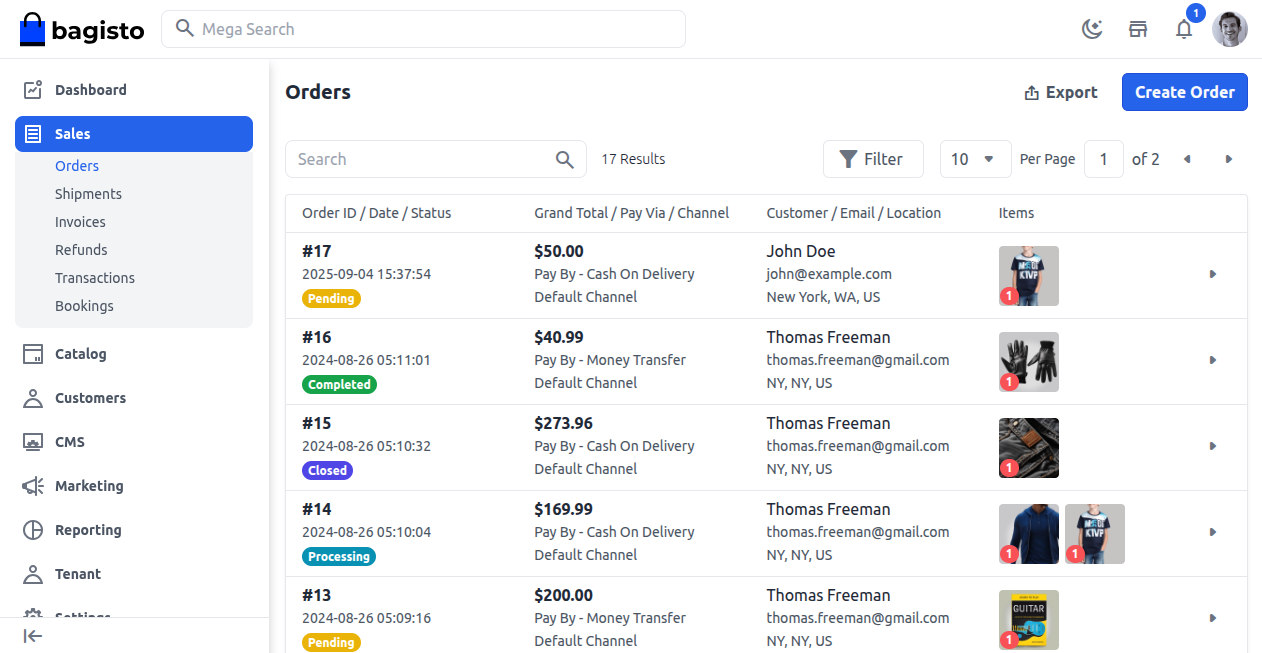 bagisto
Mega Search
1
Dashboard
Sales
Orders
Shipments
Invoices
Refunds
Transactions
Bookings
Catalog
Customers
CMS
Marketing
Reporting
Tenant
Settings
Orders
Export
Create Order
Search
17 Results
Filter
10
Per Page
1
of 2
Order ID / Date / Status
Grand Total / Pay Via / Channel
Customer / Email / Location
Items
#17
2025-09-04 15:37:54
Pending
$50.00
Pay By - Cash On Delivery
Default Channel
John Doe
john@example.com
New York, WA, US
1
#16
2024-08-26 05:11:01
Completed
$40.99
Pay By - Money Transfer
Default Channel
Thomas Freeman
thomas.freeman@gmail.com
NY, NY, US
1
#15
2024-08-26 05:10:32
Closed
$273.96
Pay By - Cash On Delivery
Default Channel
Thomas Freeman
thomas.freeman@gmail.com
NY, NY, US
1
#14
2024-08-26 05:10:04
Processing
$169.99
Pay By - Cash On Delivery
Default Channel
Thomas Freeman
thomas.freeman@gmail.com
NY, NY, US
1
1
#13
2024-08-26 05:09:16
Pending
$200.00
Pay By - Money Transfer
Default Channel
Thomas Freeman
thomas.freeman@gmail.com
NY, NY, US
GUITAR
1